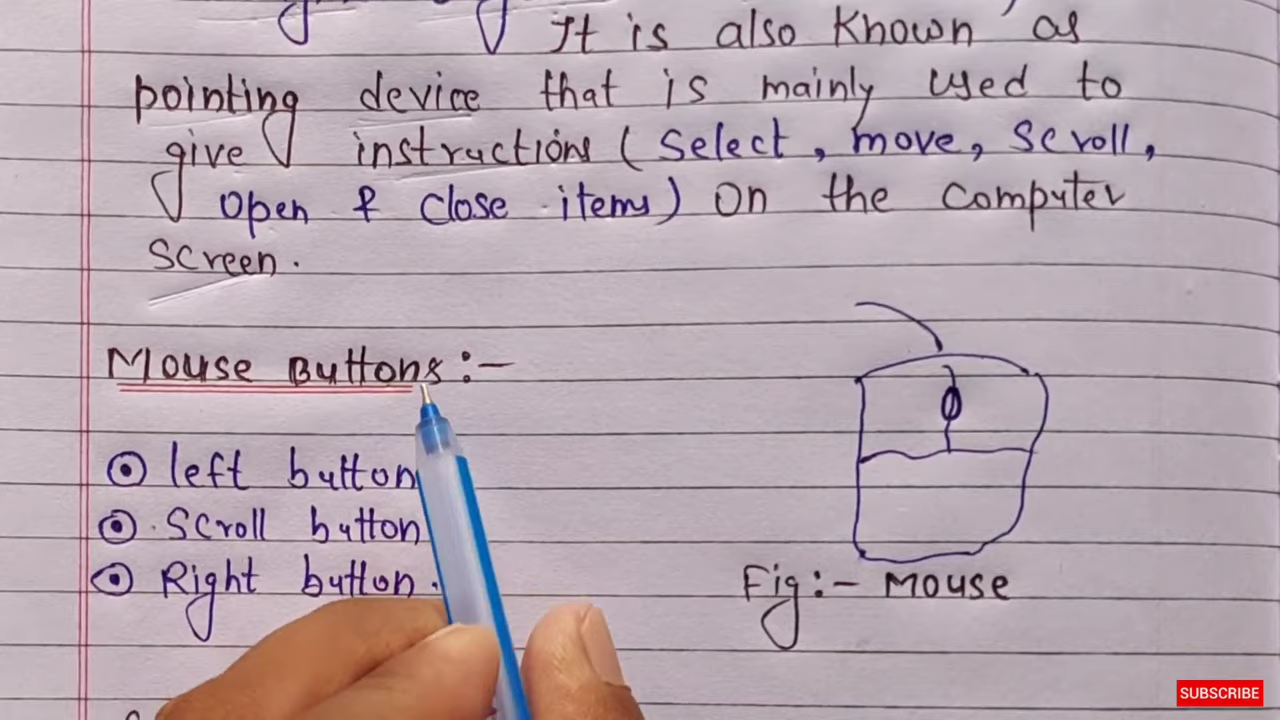 It is also known as
pointing device that is mainly used to
give instructions ( Select, move, scroll,
open & close items) on the computer
screen.
Mouse Buttons:-
left button
Scroll button
Right button.
Fig:- Mouse
SUBSCRIBE